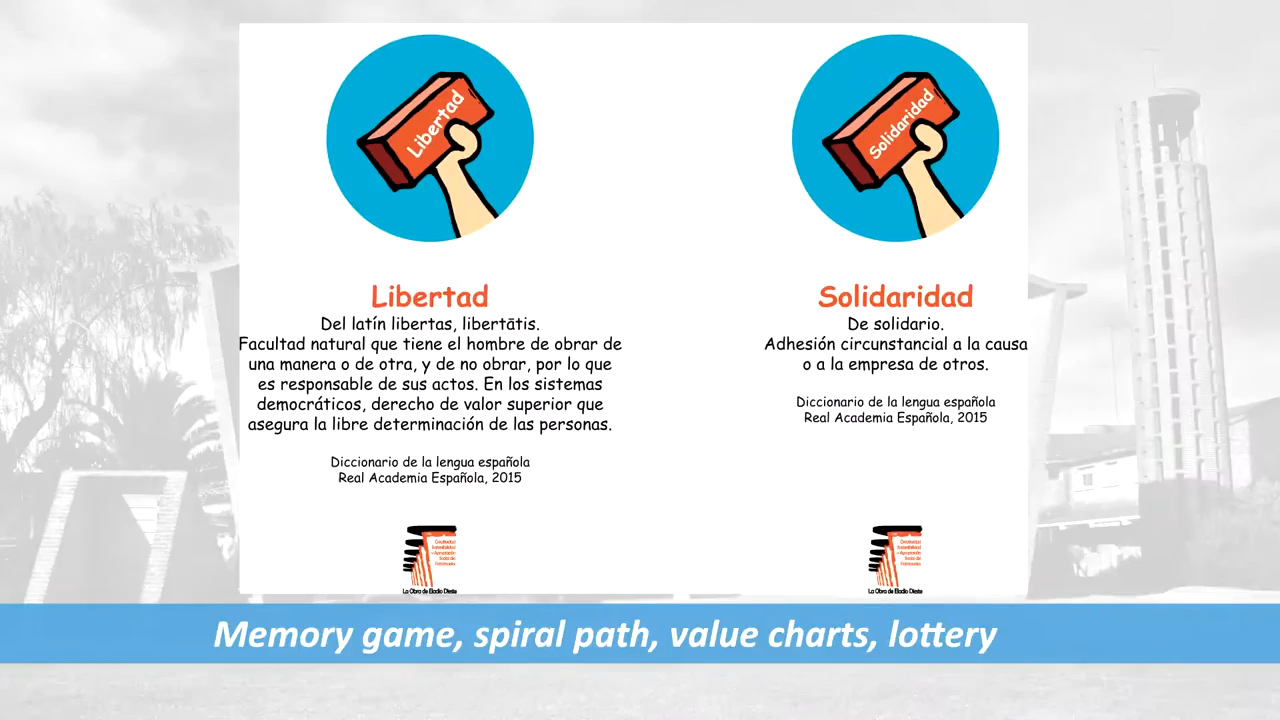 Libertad
Libertad
Del latín libertas, libertātis.
Facultad natural que tiene el hombre de obrar de
una manera o de otra, y de no obrar, por lo que
es responsable de sus actos. En los sistemas
democráticos, derecho de valor superior que
asegura la libre determinación de las personas.
Diccionario de la lengua española
Real Academia Española, 2015
La Obra de Eladio Dieste
Solidaridad
Solidaridad
De solidario.
Adhesión circunstancial a la causa
o a la empresa de otros.
Diccionario de la lengua española
Real Academia Española, 2015
La Obra de Eladio Dieste
Memory game, spiral path, value charts, lottery